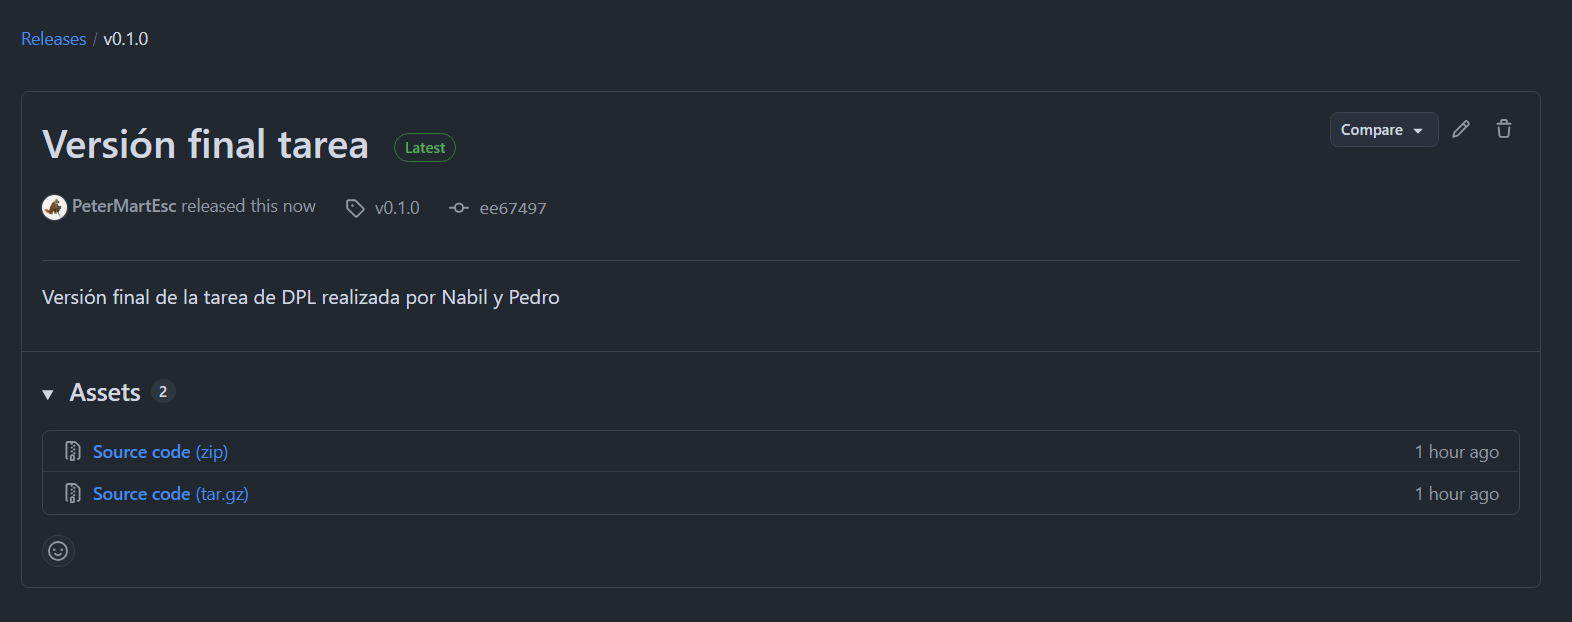 Releases / v0.1.0
Versión final tarea Latest Compare
PeterMartEsc released this now v0.1.0 ee67497
Versión final de la tarea de DPL realizada por Nabil y Pedro
Assets 2
Source code (zip) 1 hour ago
Source code (tar.gz) 1 hour ago